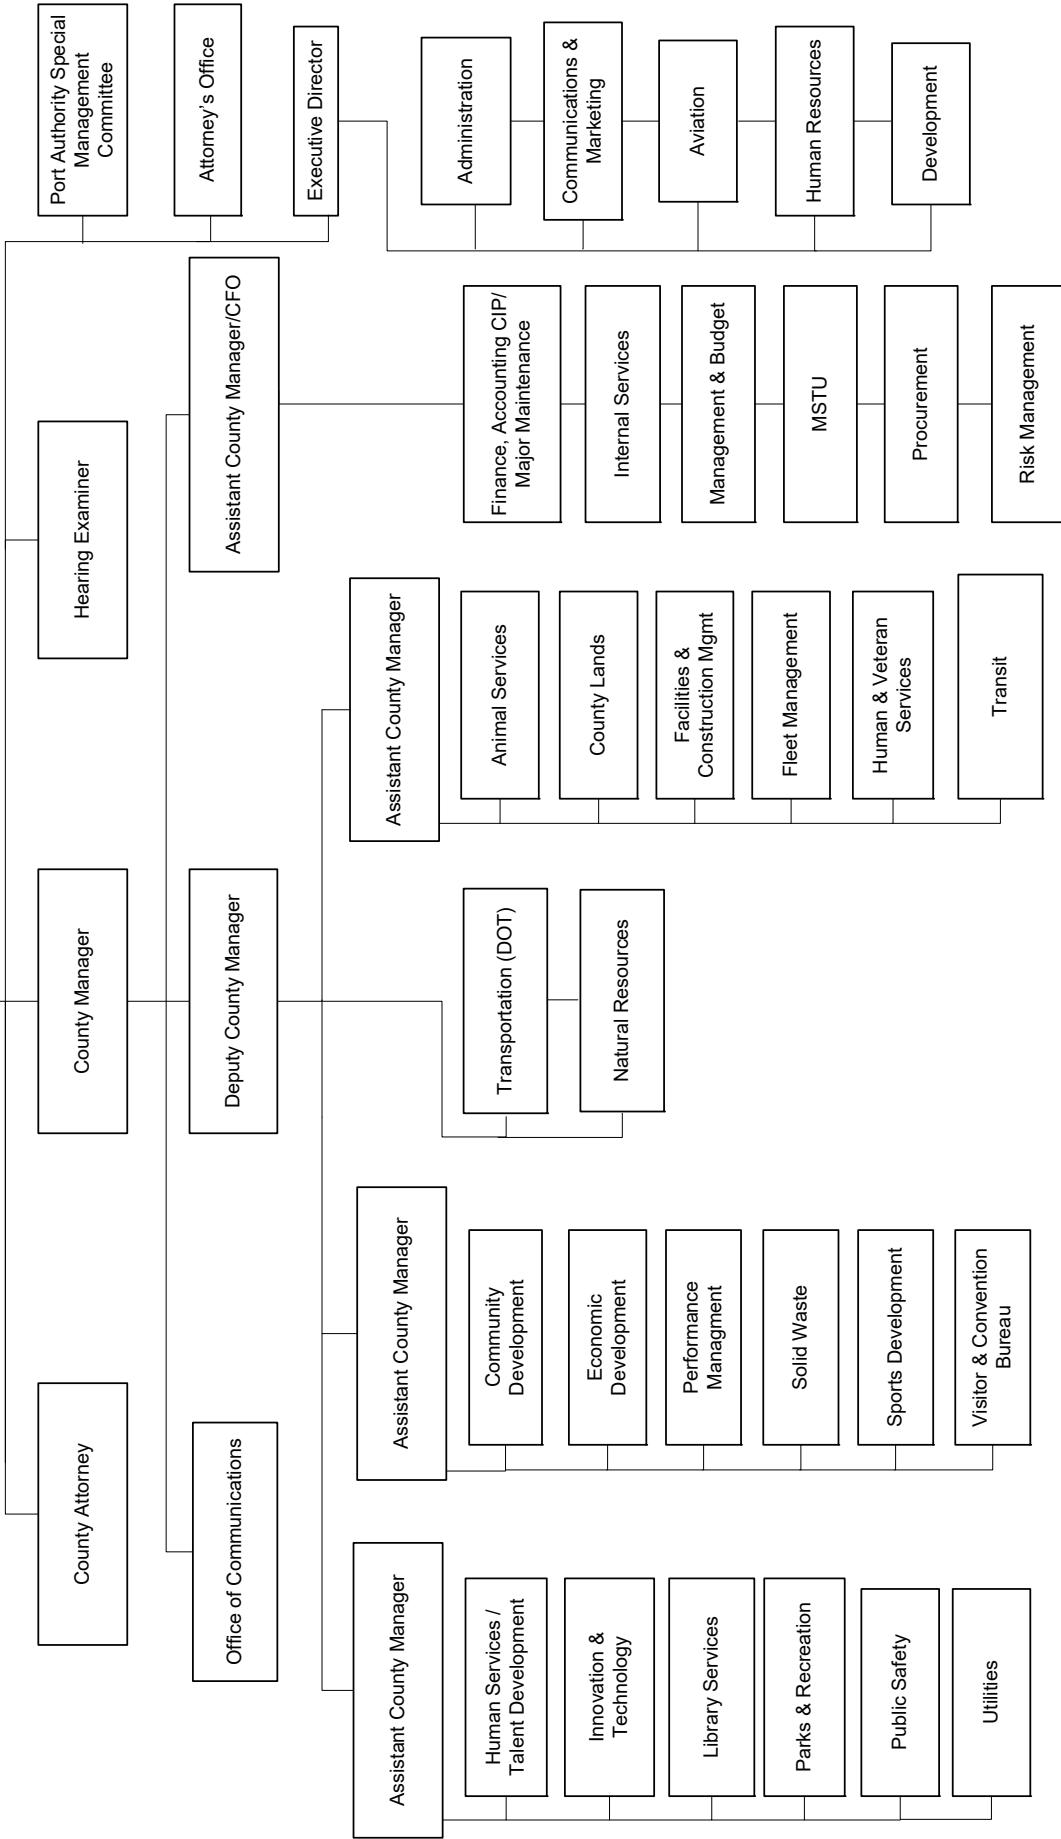 County Attorney
County Manager
Hearing Examiner
Port Authority Special
Management
Committee
Attorney's Office
Executive Director
Office of Communications
Deputy County Manager
Assistant County Manager/CFO
Assistant County Manager
Human Services /
Talent Development
Innovation &
Technology
Library Services
Parks & Recreation
Public Safety
Utilities
Assistant County Manager
Community
Development
Economic
Development
Performance
Managment
Solid Waste
Sports Development
Visitor & Convention
Bureau
Transportation (DOT)
Natural Resources
Assistant County Manager
Animal Services
County Lands
Facilities &
Construction Mgmt
Fleet Management
Human & Veteran
Services
Transit
Finance, Accounting CIP/
Major Maintenance
Internal Services
Management & Budget
MSTU
Procurement
Risk Management
Administration
Communications &
Marketing
Aviation
Human Resources
Development